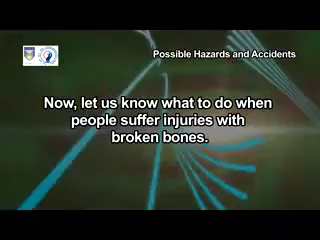 Possible Hazards and Accidents
Now, let us know what to do when
people suffer injuries with
broken bones.